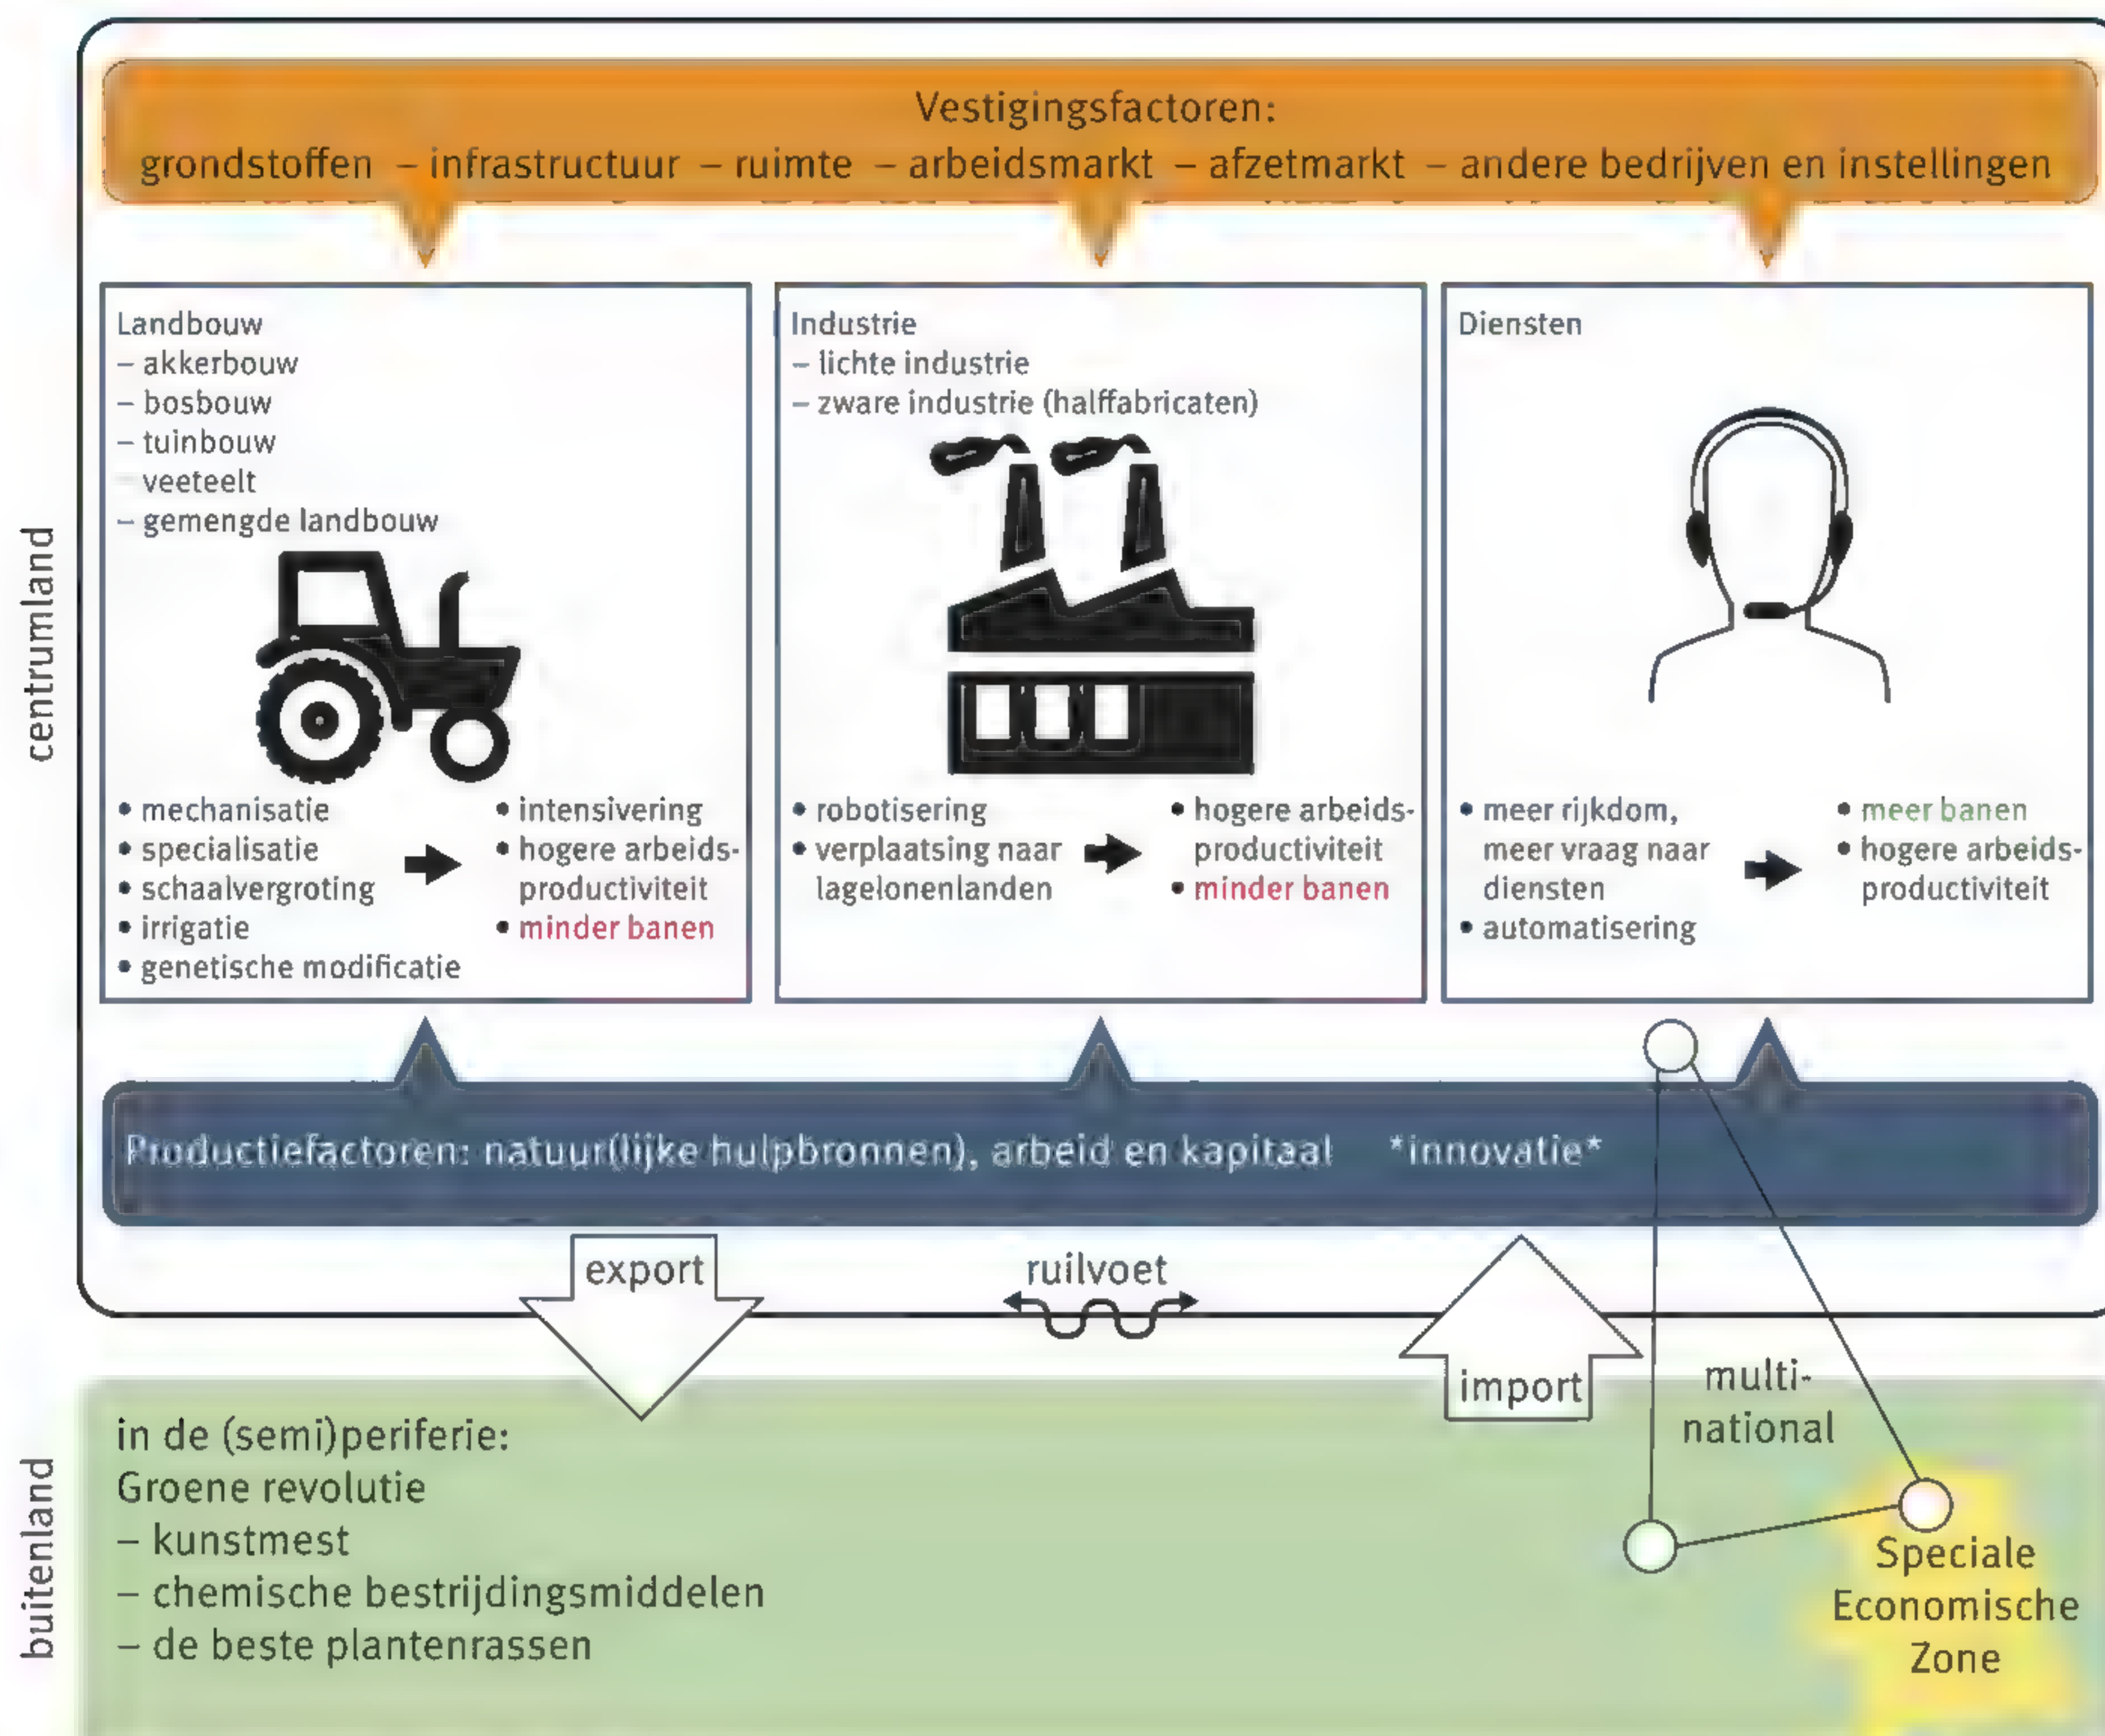 Vestigingsfactoren:
grondstoffen – infrastructuur – ruimte – arbeidsmarkt – afzetmarkt – andere bedrijven en instellingen
centrumland
Landbouw
– akkerbouw
– bosbouw
– tuinbouw
veeteelt
– gemengde landbouw
• mechanisatie
• specialisatie
• schaalvergroting
• irrigatie
• genetische modificatie
• intensivering
• hogere arbeids-
productiviteit
• minder banen
Industrie
– lichte industrie
– zware industrie (halffabricaten)
• robotisering
• verplaatsing naar
lagelonenlanden
• hogere arbeids-
productiviteit
• minder banen
Diensten
• meer rijkdom,
meer vraag naar
diensten
• automatisering
• meer banen
• hogere arbeids-
productiviteit
Productiefactoren: natuur(lijke hulpbronnen), arbeid en kapitaal *innovatie*
export
ruilvoet
import
multi-
national
buitenland
in de (semi)periferie:
Groene revolutie
– kunstmest
– chemische bestrijdingsmiddelen
– de beste plantenrassen
Speciale
Economische
Zone